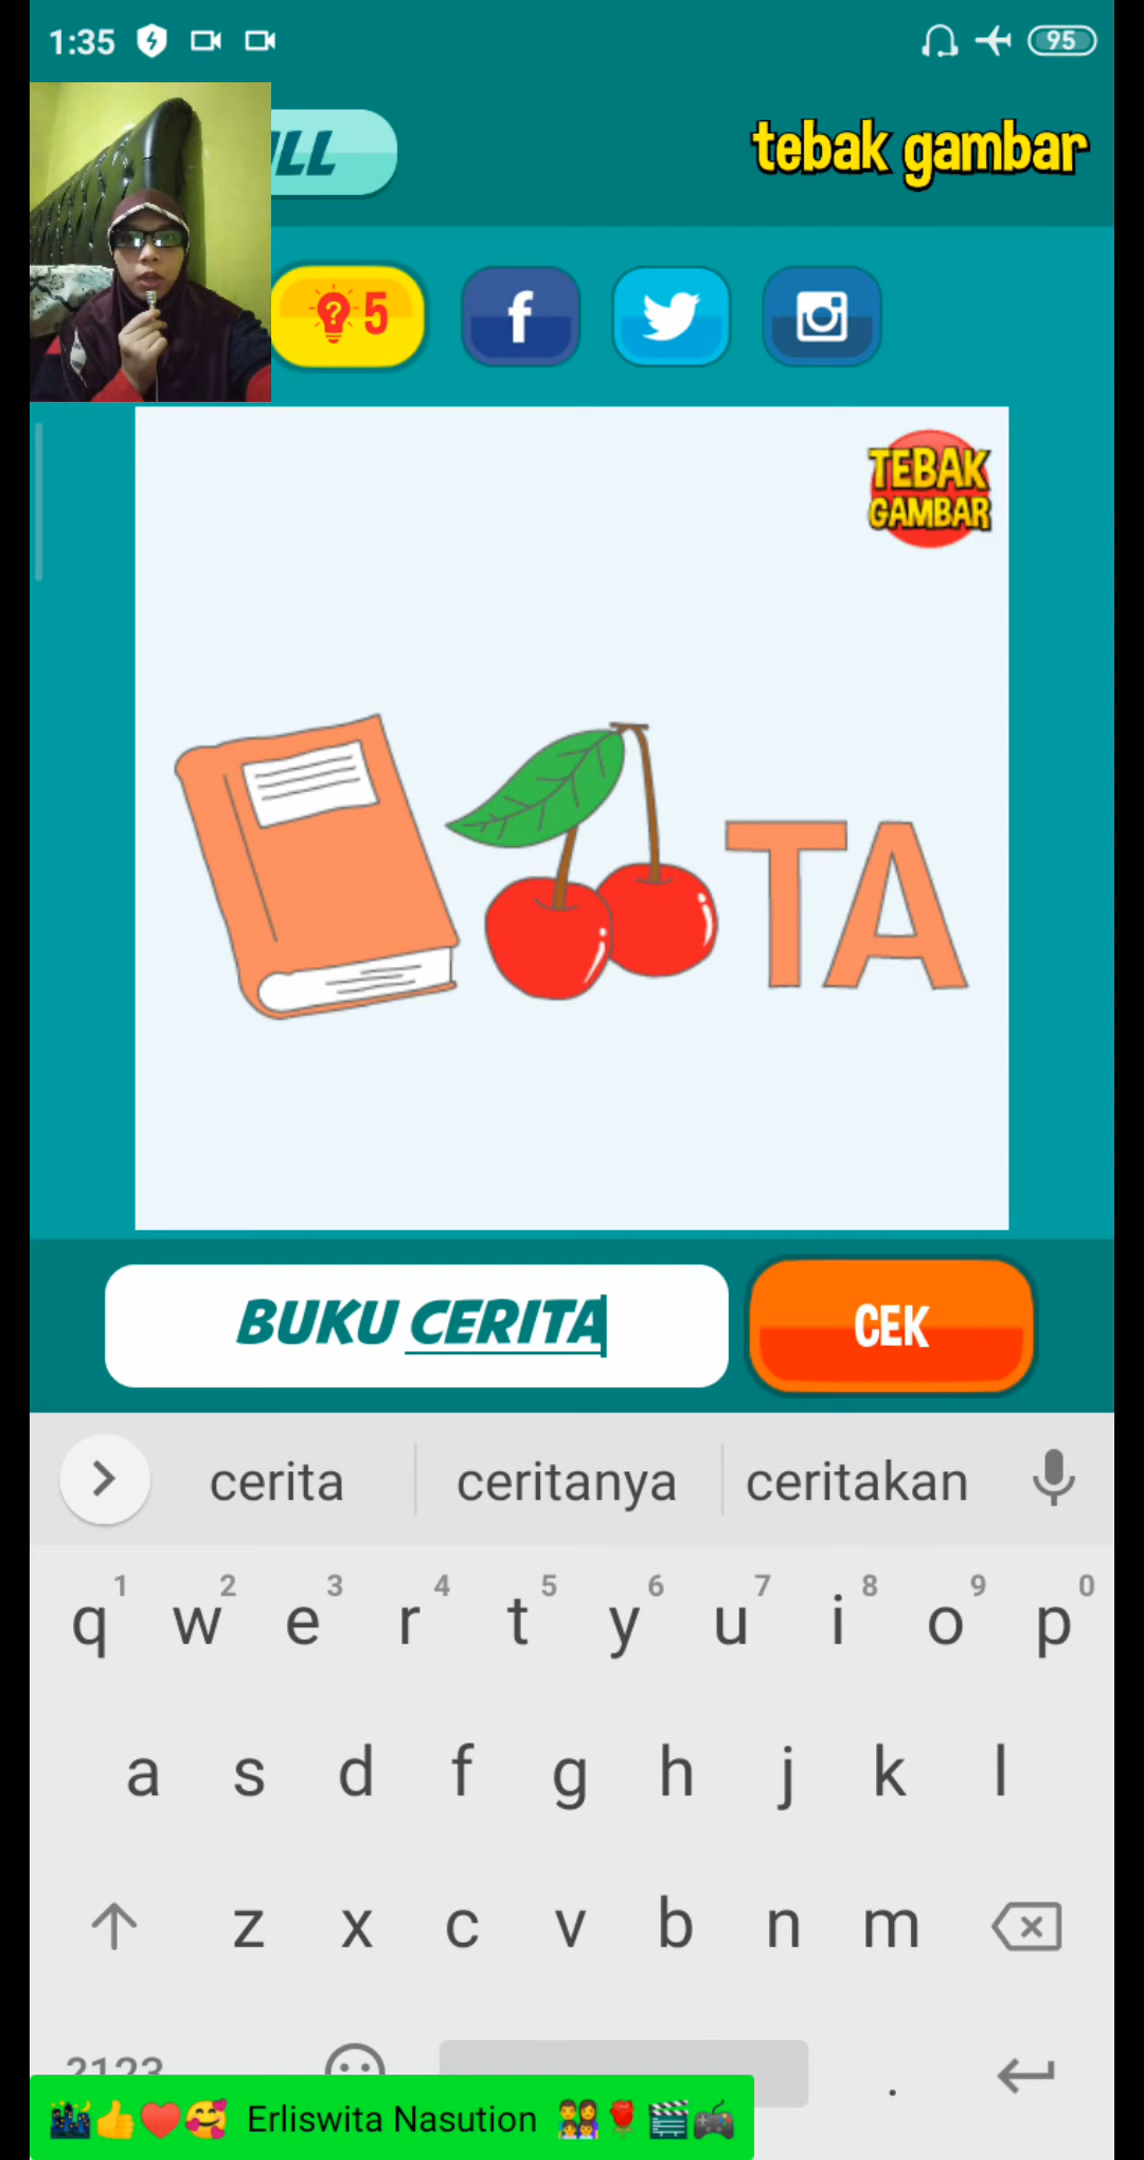 1:35 95
LL
tebak gambar
5
TEBAK
GAMBAR
TA
BUKU CERITA
CEK
cerita ceritanya ceritakan
1 2 3 4 5 6 7 8 9 0
q w e r t y u i o p
a s d f g h j k l
z x c v b n m
.
Erliswita Nasution